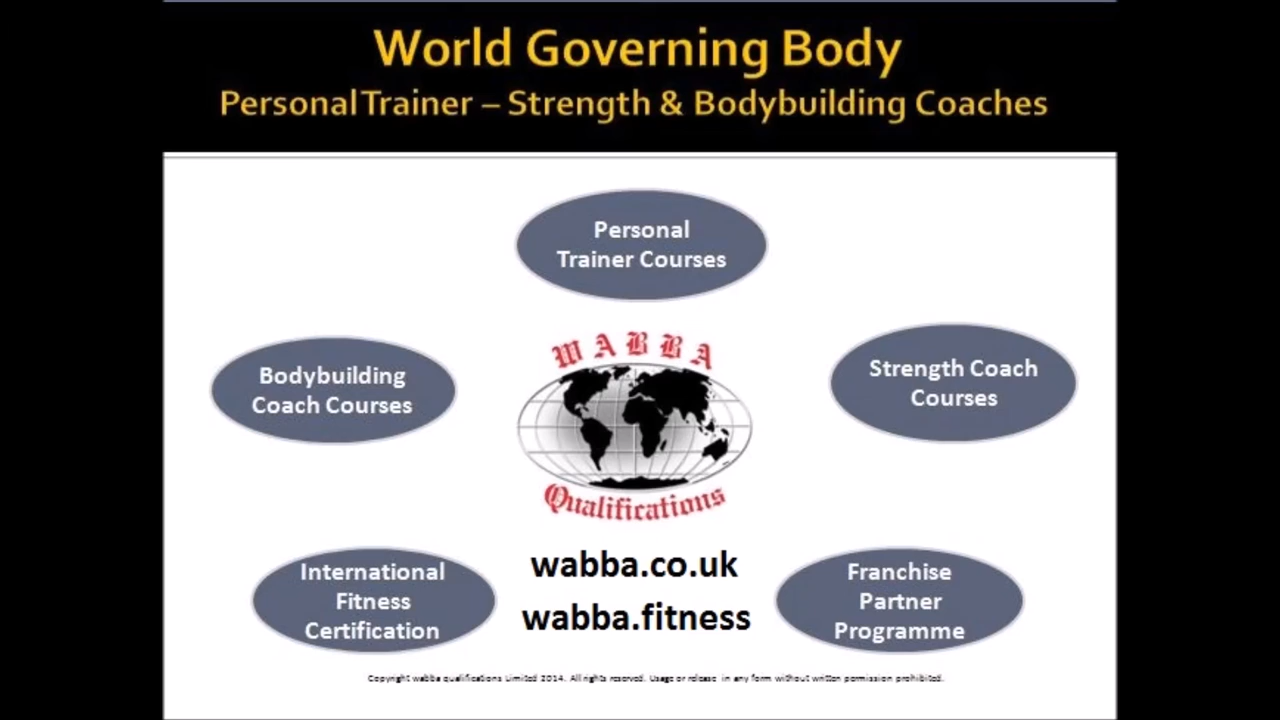 World Governing Body
Personal Trainer – Strength & Bodybuilding Coaches
Personal
Trainer Courses
Bodybuilding
Coach Courses
Strength Coach
Courses
WABBA
Qualifications
International
Fitness
Certification
wabba.co.uk
wabba.fitness
Franchise
Partner
Programme
Copyright wabba qualifications Limited 2014. All rights reserved. Usage or release in any form without written permission prohibited.